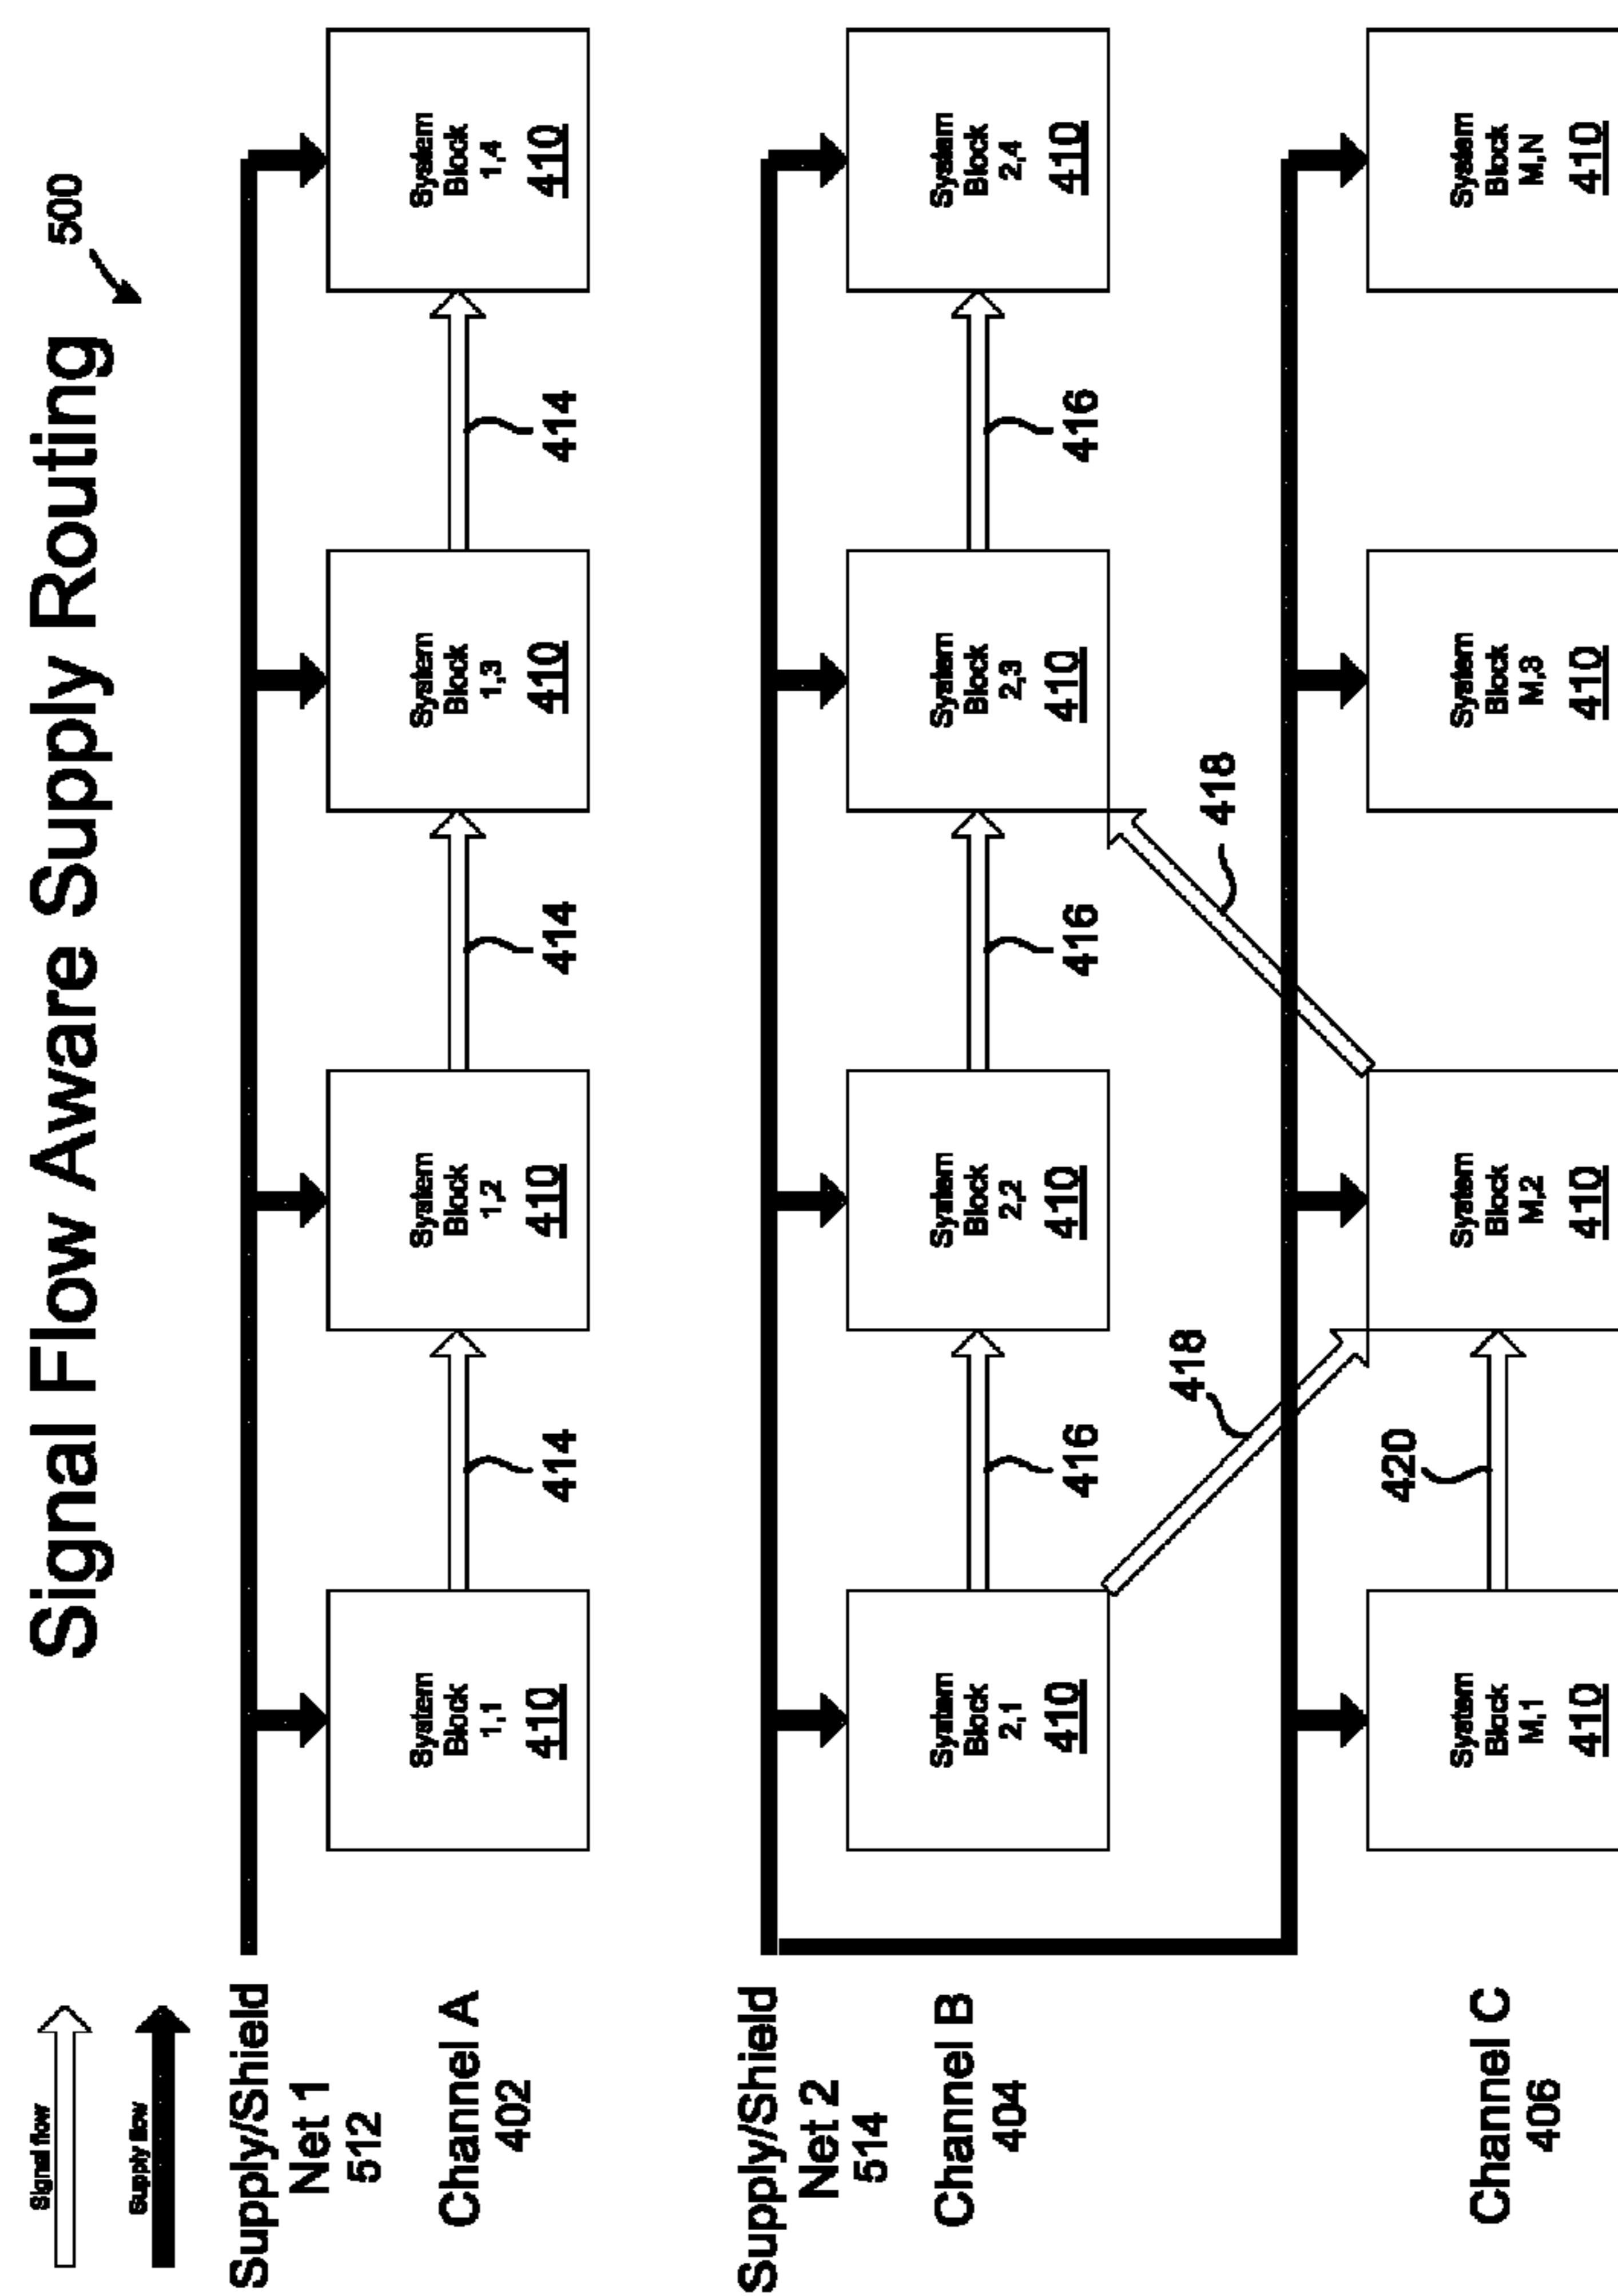 Signal Flow Aware Supply Routing
500
Signal flow
Supply flow
Supply/Shield
Net 1
512
Channel A
402
System
Block
1,1
410
414
System
Block
1,2
410
414
System
Block
1,3
410
414
System
Block
1,4
410
Supply/Shield
Net 2
514
Channel B
404
System
Block
2,1
410
416
System
Block
2,2
410
416
System
Block
2,3
410
416
System
Block
2,4
410
418
418
Channel C
406
System
Block
M,1
410
420
System
Block
M,2
410
System
Block
M,3
410
System
Block
M,N
410